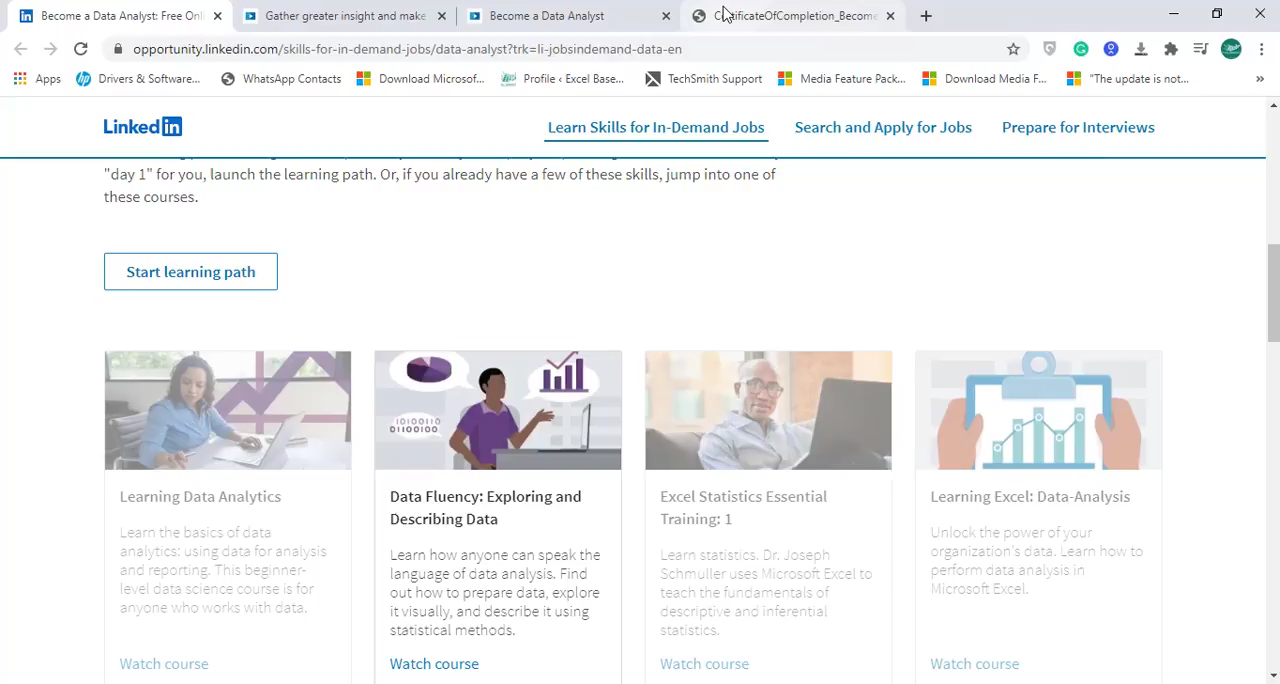 Become a Data Analyst: Free Onli
Gather greater insight and make
Become a Data Analyst
CertificateOfCompletion_Become
opportunity.linkedin.com/skills-for-in-demand-jobs/data-analyst?trk=li-jobsindemand-data-en
Apps
Drivers & Software...
WhatsApp Contacts
Download Microsof...
Profile ‹ Excel Base...
TechSmith Support
Media Feature Pack...
Download Media F...
"The update is not...
»
Linked in
Learn Skills for In-Demand Jobs
Search and Apply for Jobs
Prepare for Interviews
"day 1" for you, launch the learning path. Or, if you already have a few of these skills, jump into one of
these courses.
Start learning path
Learning Data Analytics
Learn the basics of data
analytics: using data for analysis
and reporting. This beginner-
level data science course is for
anyone who works with data.
Watch course
01010010
01100100
Data Fluency: Exploring and
Describing Data
Learn how anyone can speak the
language of data analysis. Find
out how to prepare data, explore
it visually, and describe it using
statistical methods.
Watch course
Excel Statistics Essential
Training: 1
Learn statistics. Dr. Joseph
Schmuller uses Microsoft Excel to
teach the fundamentals of
descriptive and inferential
statistics.
Watch course
Learning Excel: Data-Analysis
Unlock the power of your
organization's data. Learn how to
perform data analysis in
Microsoft Excel.
Watch course